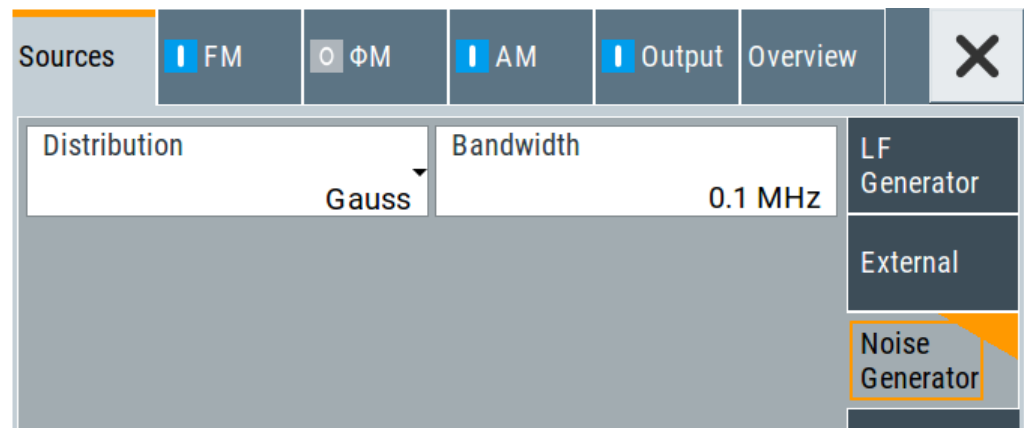 Sources
I FM
O ΦM
I AM
I Output
Overview
Distribution
Gauss
Bandwidth
0.1 MHz
LF
Generator
External
Noise
Generator